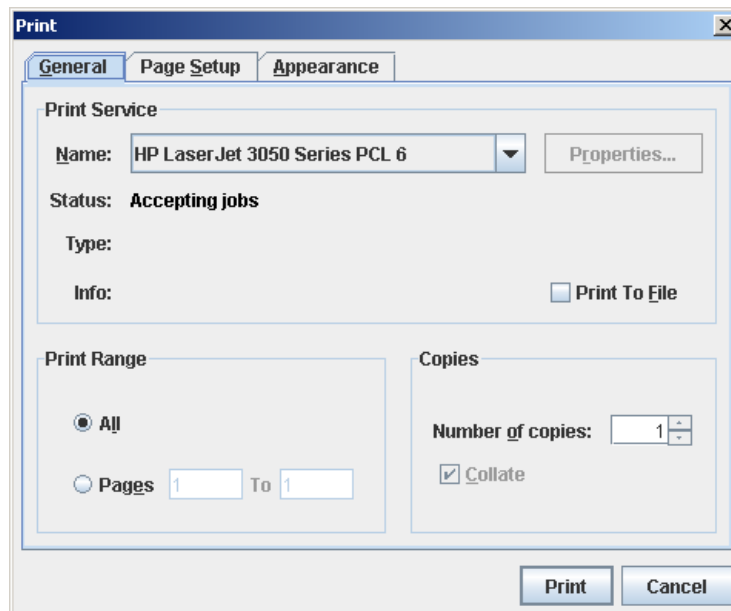 Print
General Page Setup Appearance
Print Service
Name: HP LaserJet 3050 Series PCL 6 Properties...
Status: Accepting jobs
Type:
Info: Print To File
Print Range Copies
All
Number of copies: 1
Pages 1 To 1
Collate
Print Cancel